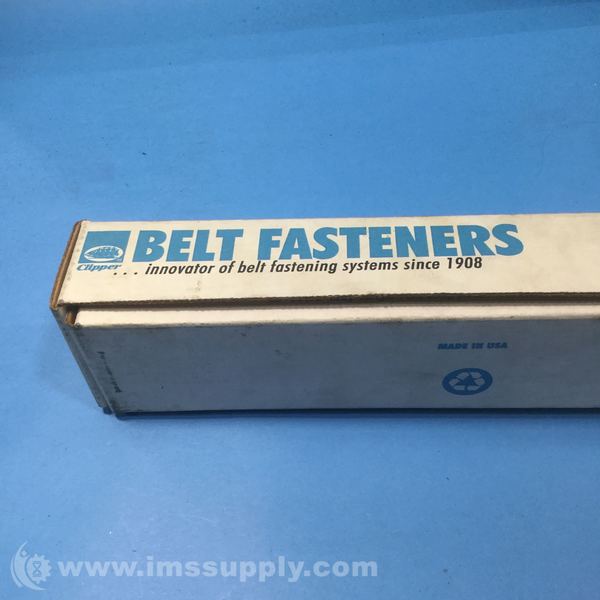 BELT FASTENERS
Clipper
... innovator of belt fastening systems since 1908
MADE IN USA
www.imssupply.com